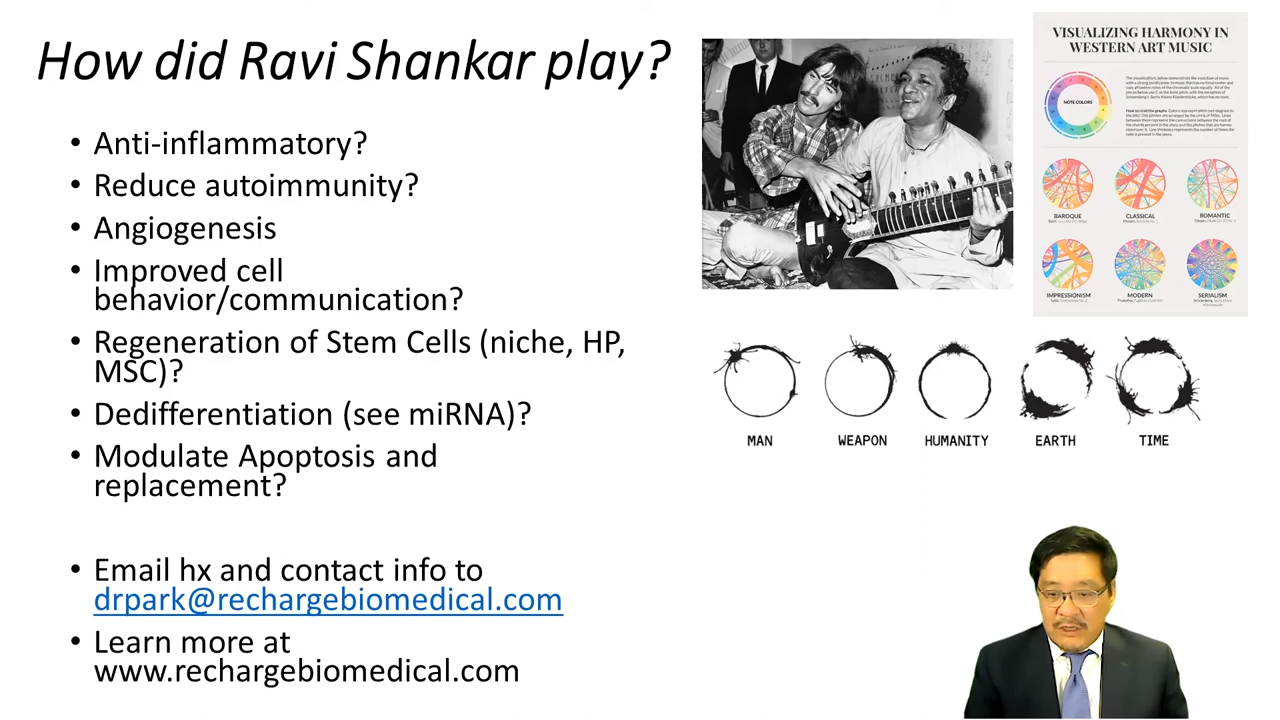 How did Ravi Shankar play?
• Anti-inflammatory?
• Reduce autoimmunity?
• Angiogenesis
• Improved cell
behavior/communication?
• Regeneration of Stem Cells (niche, HP,
MSC)?
• Dedifferentiation (see miRNA)?
• Modulate Apoptosis and
replacement?
• Email hx and contact info to
drpark@rechargebiomedical.com
• Learn more at
www.rechargebiomedical.com
VISUALIZING HARMONY IN
WESTERN ART MUSIC
NOTE COLORS
BAROQUE
CLASSICAL
ROMANTIC
IMPRESSIONISM
MODERN
SERIALISM
MAN
WEAPON
HUMANITY
EARTH
TIME